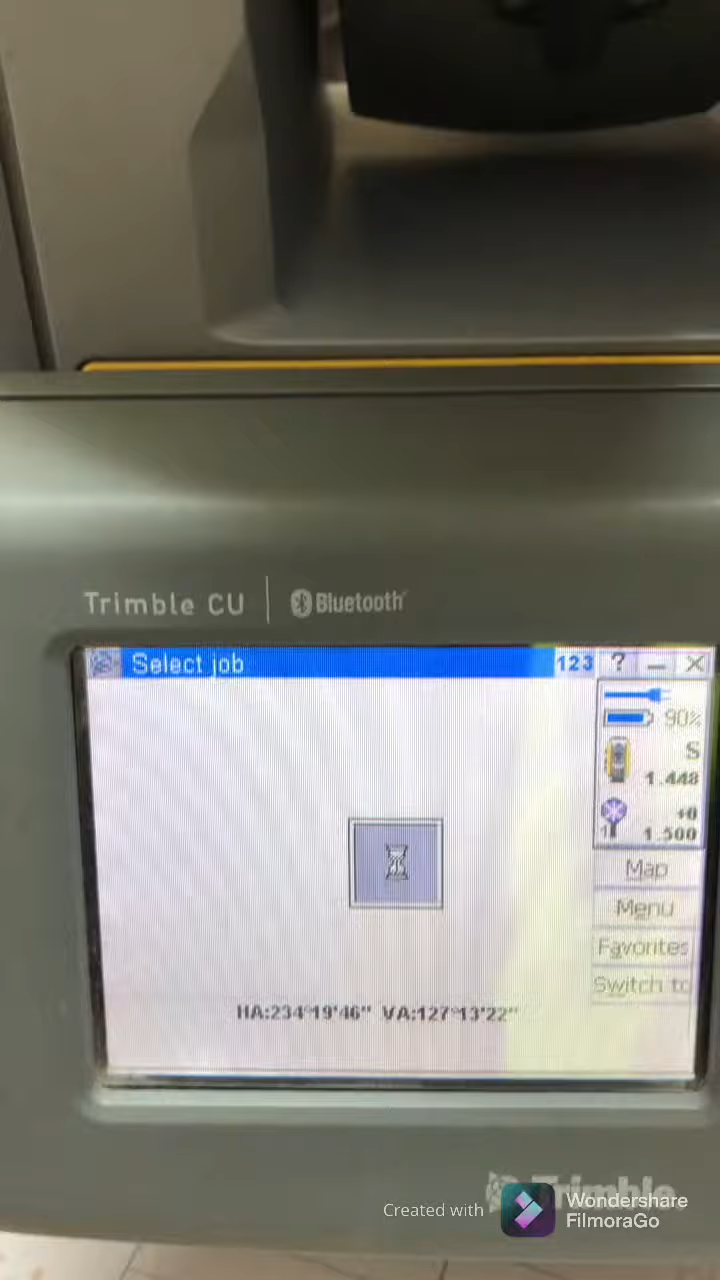 Trimble CU
Bluetooth
Select job
123 ?
90%
S
1.448
+0
1 1.500
Map
Menu
Favorites
Switch to
HA:234°19'46" VA:127°13'22"
Trimble.
Created with
Wondershare
FilmoraGo